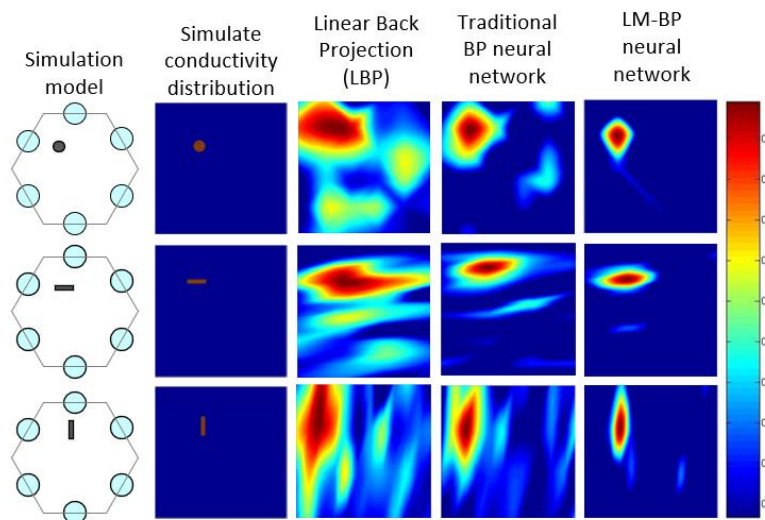 Simulation
model
Simulate
conductivity
distribution
Linear Back
Projection
(LBP)
Traditional
BP neural
network
LM-BP
neural
network